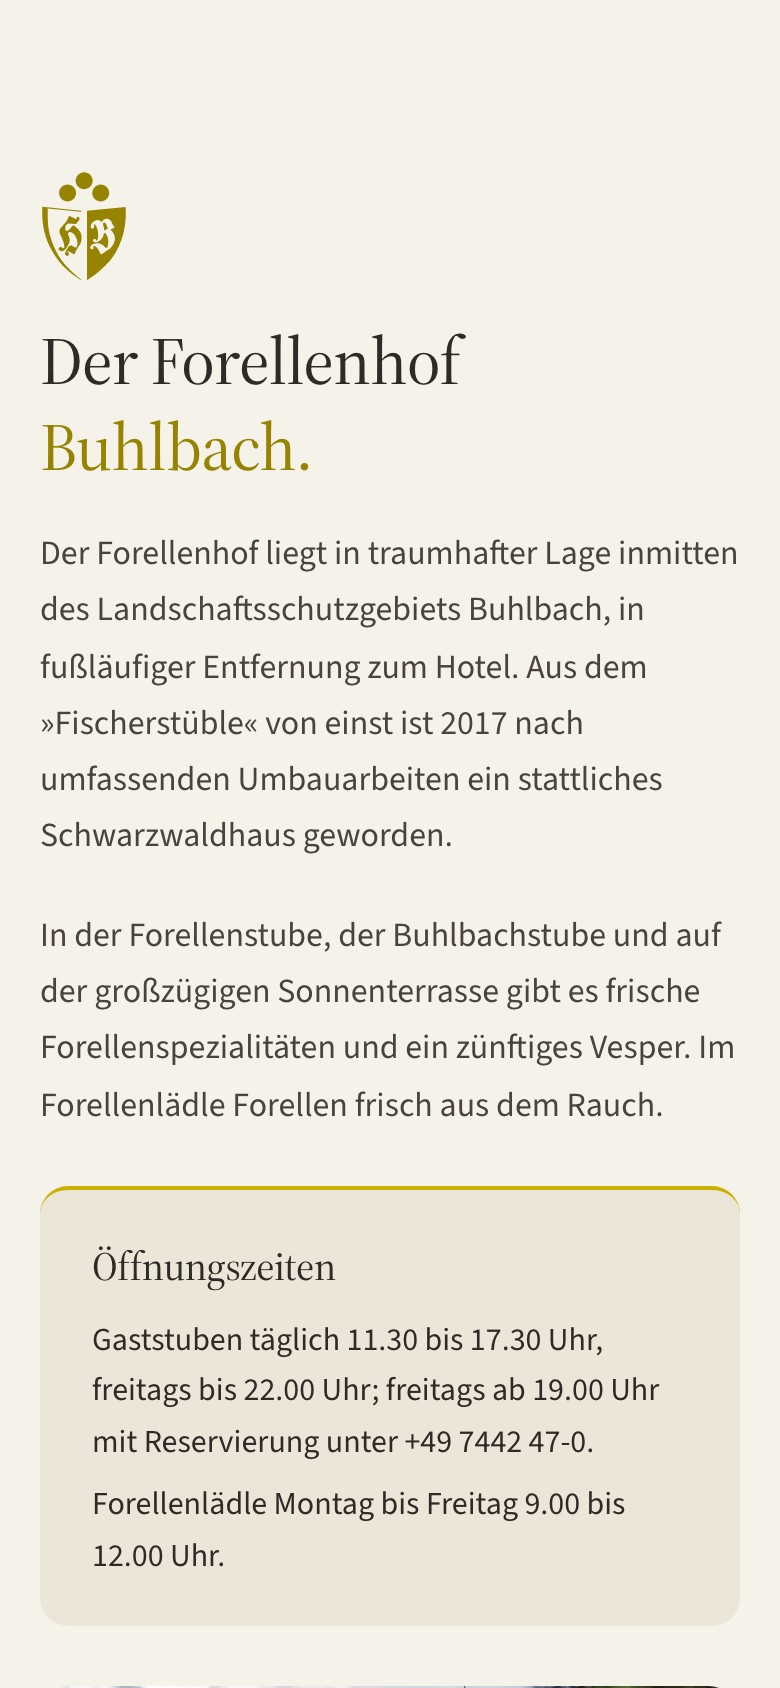 H B
Der Forellenhof
Buhlbach.
Der Forellenhof liegt in traumhafter Lage inmitten
des Landschaftsschutzgebiets Buhlbach, in
fußläufiger Entfernung zum Hotel. Aus dem
»Fischerstüble« von einst ist 2017 nach
umfassenden Umbauarbeiten ein stattliches
Schwarzwaldhaus geworden.
In der Forellenstube, der Buhlbachstube und auf
der großzügigen Sonnenterrasse gibt es frische
Forellenspezialitäten und ein zünftiges Vesper. Im
Forellenlädle Forellen frisch aus dem Rauch.
Öffnungszeiten
Gaststuben täglich 11.30 bis 17.30 Uhr,
freitags bis 22.00 Uhr; freitags ab 19.00 Uhr
mit Reservierung unter +49 7442 47-0.
Forellenlädle Montag bis Freitag 9.00 bis
12.00 Uhr.